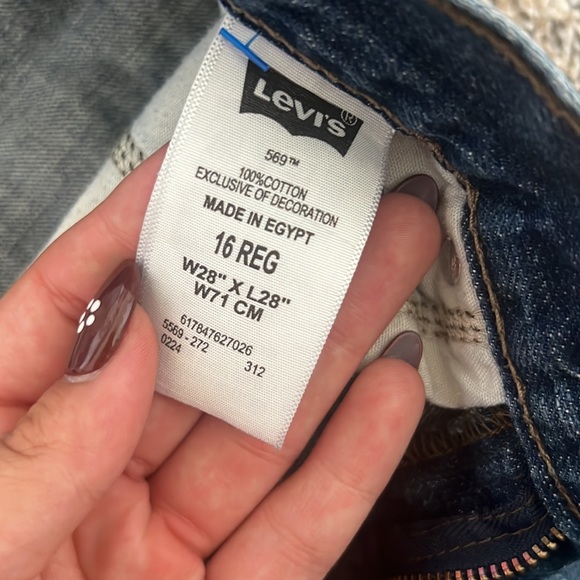 Levi's®
569™
100%COTTON
EXCLUSIVE OF DECORATION
MADE IN EGYPT
16 REG
W28" X L28"
W71 CM
617847627026
5569 - 272
0224 312